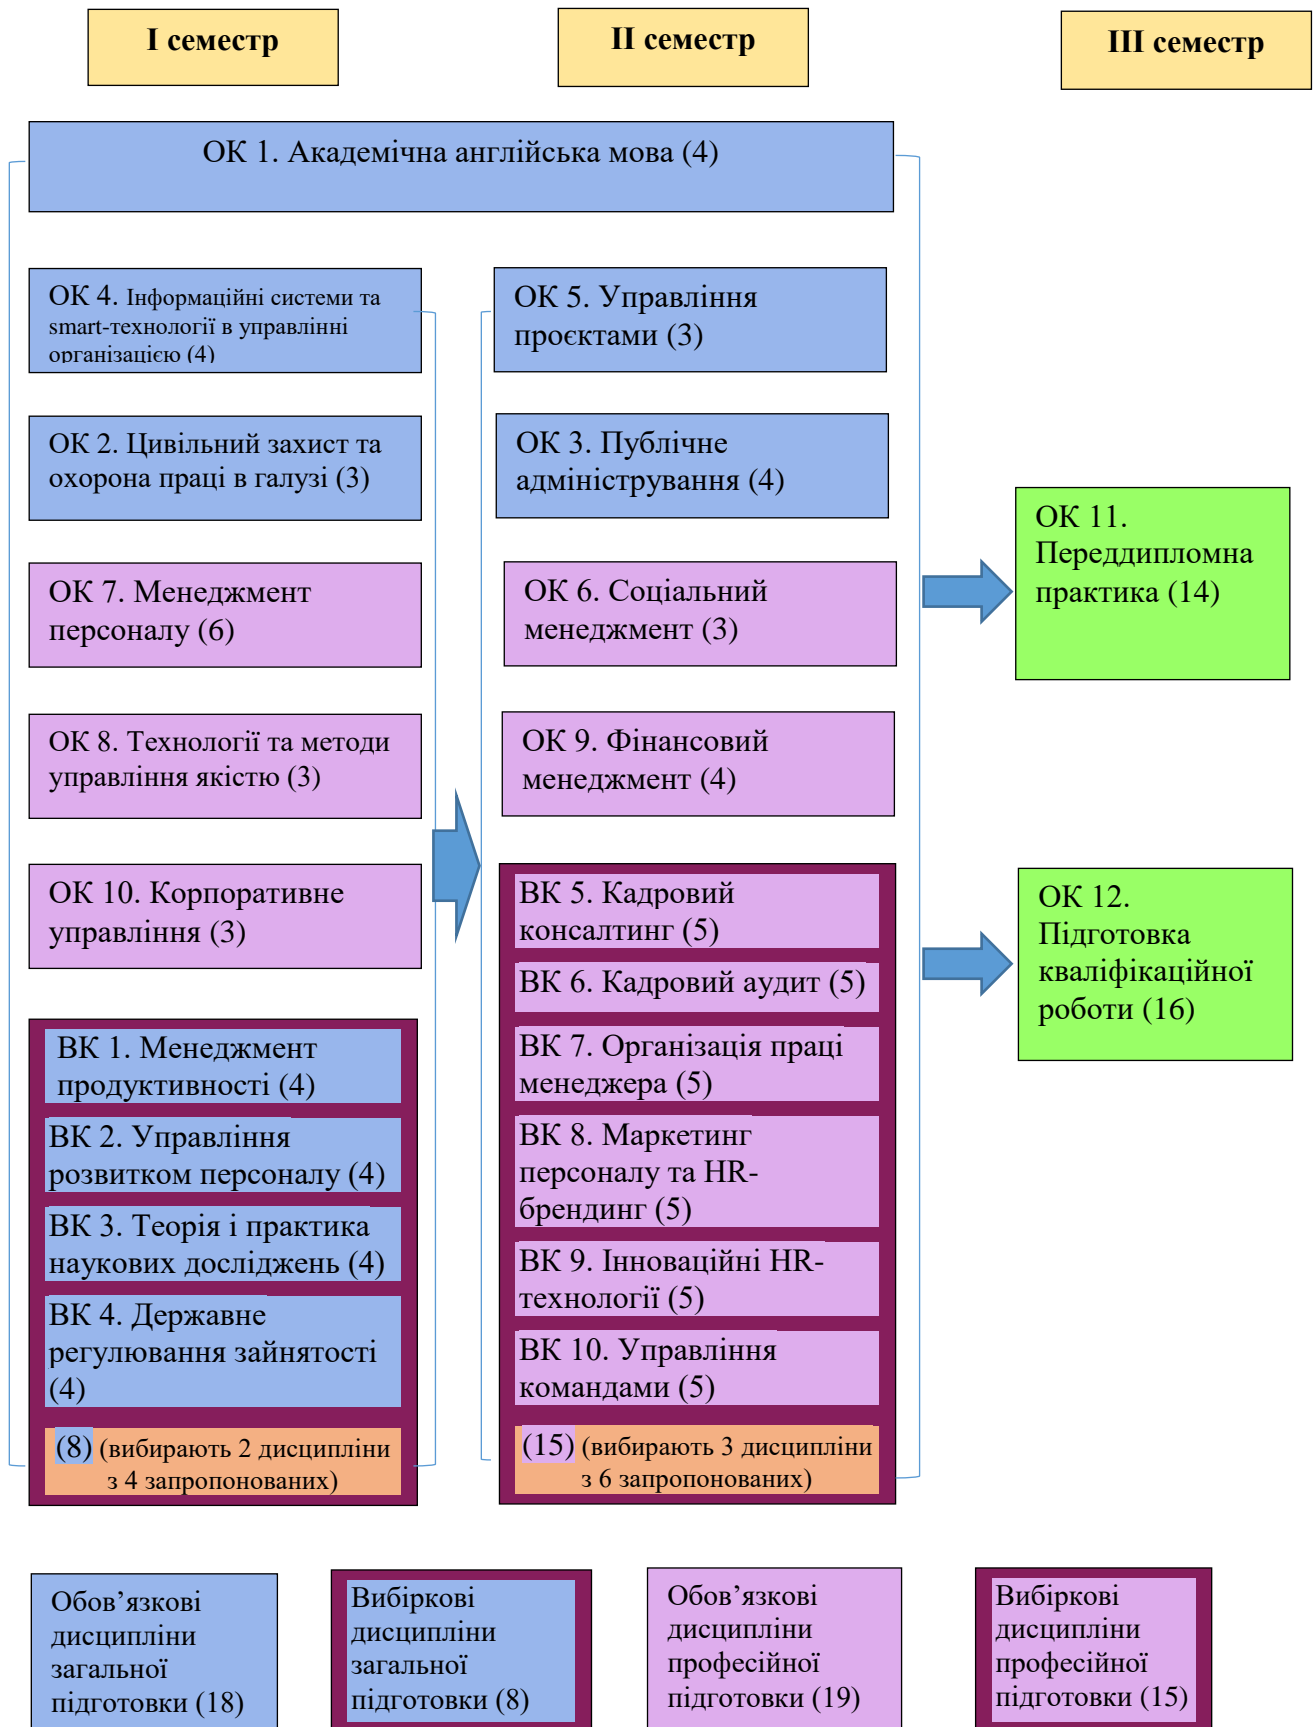 І семестр
ІІ семестр
ІІІ семестр
ОК 1. Академічна англійська мова (4)
ОК 4. Інформаційні системи та
smart-технології в управлінні
організацією (4)
ОК 2. Цивільний захист та
охорона праці в галузі (3)
ОК 7. Менеджмент
персоналу (6)
ОК 8. Технології та методи
управління якістю (3)
ОК 10. Корпоративне
управління (3)
ВК 1. Менеджмент
продуктивності (4)
ВК 2. Управління
розвитком персоналу (4)
ВК 3. Теорія і практика
наукових досліджень (4)
ВК 4. Державне
регулювання зайнятості
(4)
(8) (вибирають 2 дисципліни
з 4 запропонованих)
ОК 5. Управління
проєктами (3)
ОК 3. Публічне
адміністрування (4)
ОК 6. Соціальний
менеджмент (3)
ОК 9. Фінансовий
менеджмент (4)
ВК 5. Кадровий
консалтинг (5)
ВК 6. Кадровий аудит (5)
ВК 7. Організація праці
менеджера (5)
ВК 8. Маркетинг
персоналу та HR-
брендинг (5)
ВК 9. Інноваційні HR-
технології (5)
ВК 10. Управління
командами (5)
(15) (вибирають 3 дисципліни
з 6 запропонованих)
ОК 11.
Переддипломна
практика (14)
ОК 12.
Підготовка
кваліфікаційної
роботи (16)
Обов’язкові
дисципліни
загальної
підготовки (18)
Вибіркові
дисципліни
загальної
підготовки (8)
Обов’язкові
дисципліни
професійної
підготовки (19)
Вибіркові
дисципліни
професійної
підготовки (15)